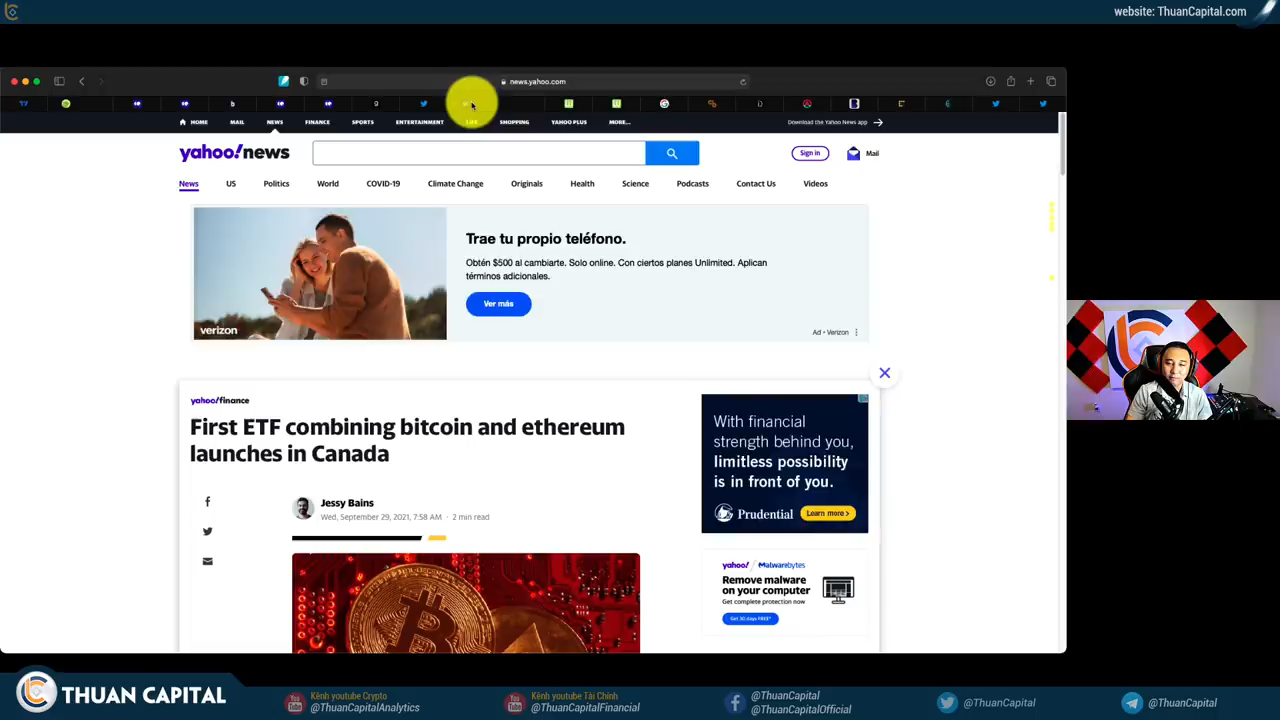 website: ThuanCapital.com
news.yahoo.com
HOME MAIL NEWS FINANCE SPORTS ENTERTAINMENT LIFE SHOPPING YAHOO PLUS MORE... Download the Yahoo News app
yahoo!news
Sign in
Mail
News US Politics World COVID-19 Climate Change Originals Health Science Podcasts Contact Us Videos
Trae tu propio teléfono.
Obtén $500 al cambiarte. Solo online. Con ciertos planes Unlimited. Aplican
términos adicionales.
Ver más
verizon
Ad • Verizon
yahoo!finance
First ETF combining bitcoin and ethereum
launches in Canada
Jessy Bains
Wed, September 29, 2021, 7:58 AM · 2 min read
With financial
strength behind you,
limitless possibility
is in front of you.
Prudential
Learn more >
yahoo! / Malwarebytes
Remove malware
on your computer
Get complete protection now
Get 30 days FREE*
THUAN CAPITAL
Kênh youtube Crypto
@ThuanCapitalAnalytics
Kênh youtube Tài Chính
@ThuanCapitalFinancial
@ThuanCapital
@ThuanCapitalOfficial
@ThuanCapital
@ThuanCapital